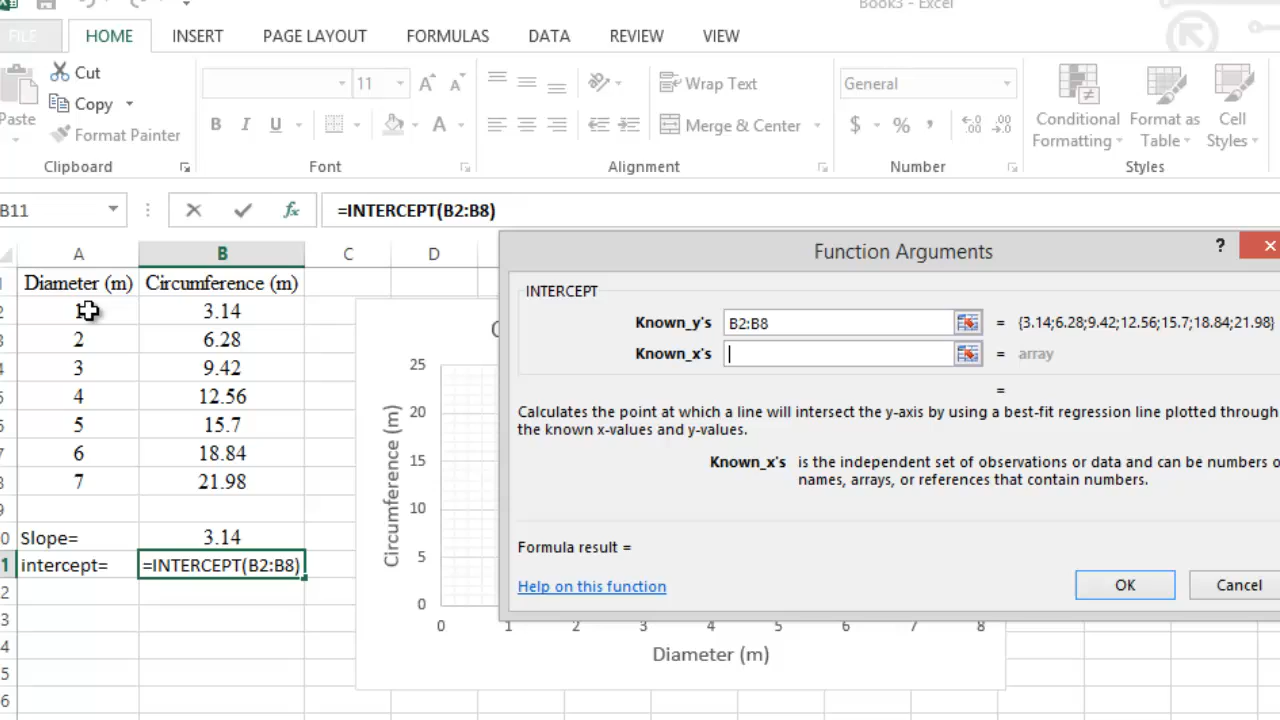 Book3 - Excel
FILE HOME INSERT PAGE LAYOUT FORMULAS DATA REVIEW VIEW
Cut
Copy
Format Painter
Paste
Clipboard
11
A A
B I U A
Font
Wrap Text
Merge & Center
Alignment
General
$ % ,
Number
Conditional Formatting
Format as Table
Cell Styles
Styles
B11
fx
=INTERCEPT(B2:B8)
A B C D
Diameter (m) Circumference (m)
1 3.14
2 6.28
3 9.42
4 12.56
5 15.7
6 18.84
7 21.98
Slope= 3.14
intercept= =INTERCEPT(B2:B8)
25
20
15
10
5
0
Circumference (m)
0 1 2 3 4 5 6 7 8
Diameter (m)
Function Arguments
?
INTERCEPT
Known_y's B2:B8 = {3.14;6.28;9.42;12.56;15.7;18.84;21.98}
Known_x's = array
=
Calculates the point at which a line will intersect the y-axis by using a best-fit regression line plotted through
the known x-values and y-values.
Known_x's is the independent set of observations or data and can be numbers o
names, arrays, or references that contain numbers.
Formula result =
Help on this function
OK Cancel